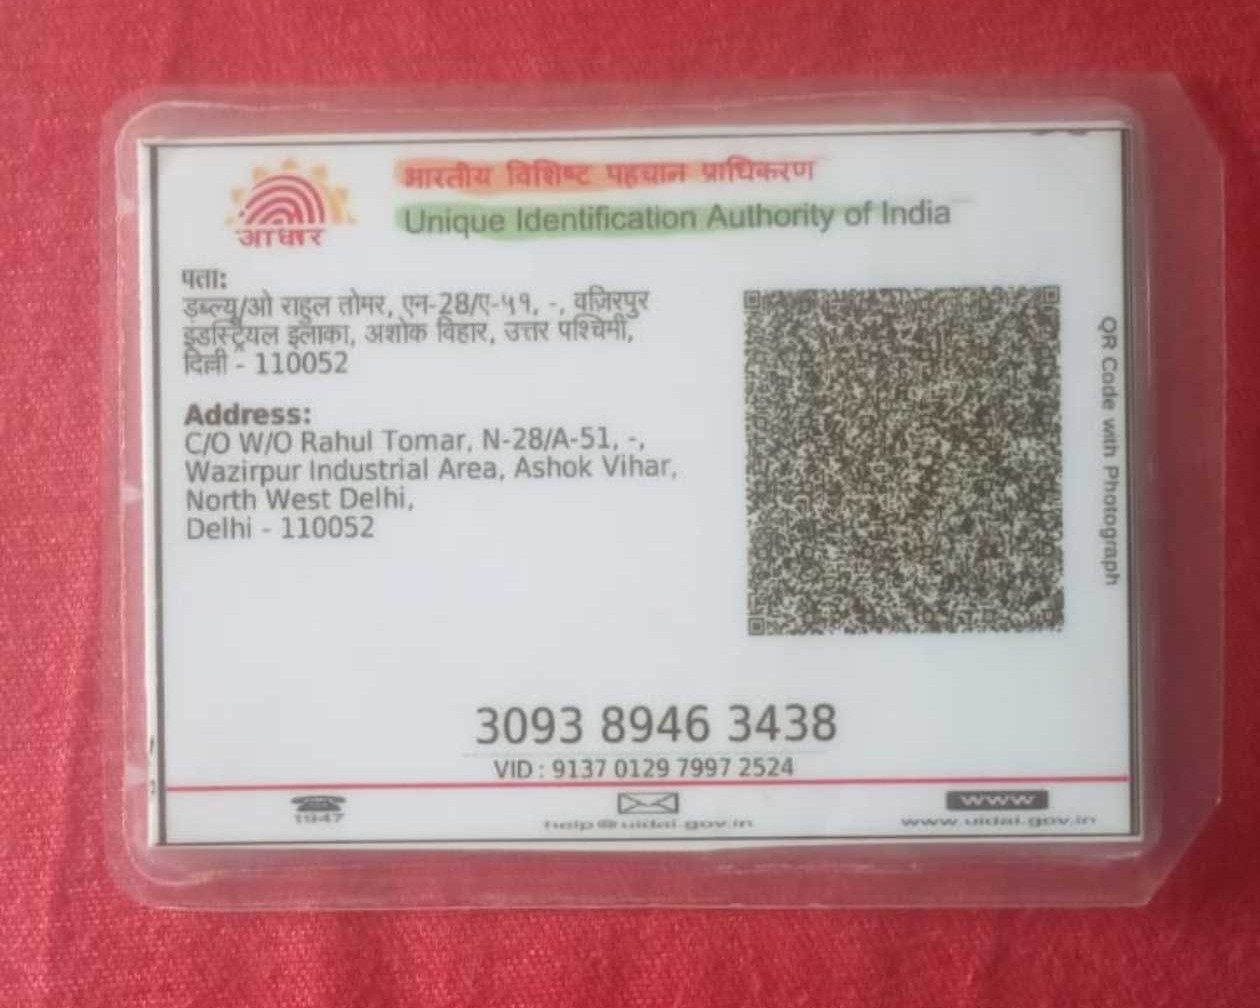 आधार
भारतीय विशिष्ट पहचान प्राधिकरण
Unique Identification Authority of India
पता:
डब्ल्यू/ओ राहुल तोमर, एन-28/ए-५१, -, वज़िरपुर
इंडस्ट्रियल इलाका, अशोक विहार, उत्तर पश्चिमी,
दिल्ली - 110052
Address:
C/O W/O Rahul Tomar, N-28/A-51, -,
Wazirpur Industrial Area, Ashok Vihar,
North West Delhi,
Delhi - 110052
QR Code with Photograph
3093 8946 3438
VID : 9137 0129 7997 2524
1947
help@uidai.gov.in
www
www.uidai.gov.in